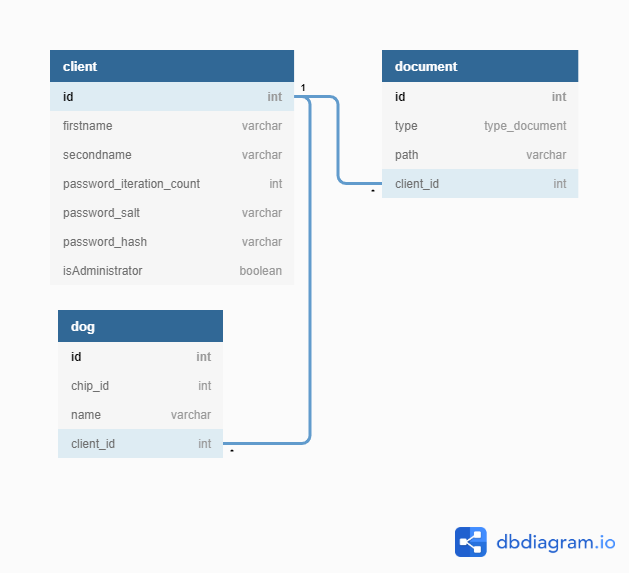 client
id int
firstname varchar
secondname varchar
password_iteration_count int
password_salt varchar
password_hash varchar
isAdministrator boolean
1
document
id int
type type_document
path varchar
client_id int
*
dog
id int
chip_id int
name varchar
client_id int
*
dbdiagram.io